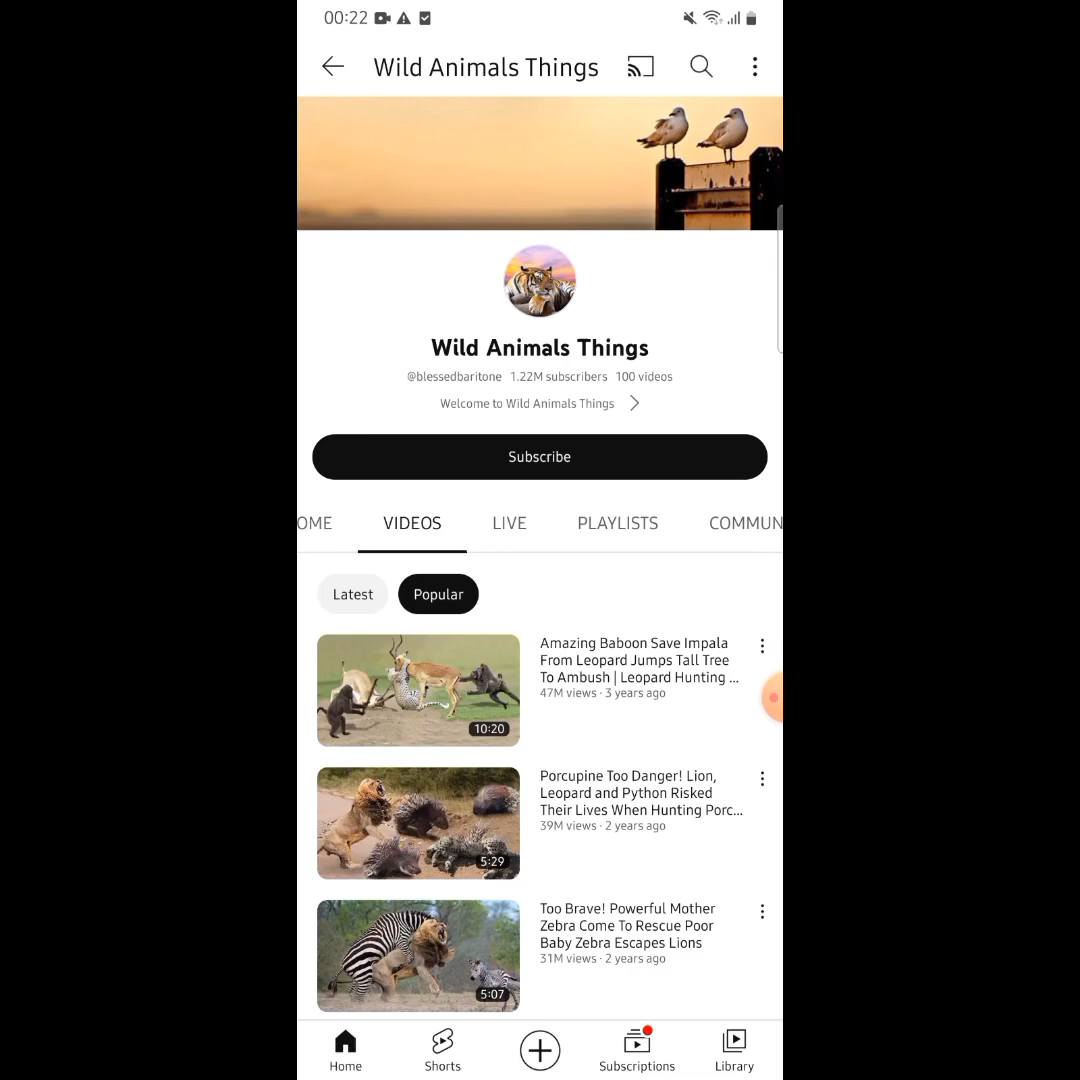 00:22
Wild Animals Things
Wild Animals Things
@blessedbaritone 1.22M subscribers 100 videos
Welcome to Wild Animals Things
Subscribe
OME VIDEOS LIVE PLAYLISTS COMMUN
Latest Popular
Amazing Baboon Save Impala
From Leopard Jumps Tall Tree
To Ambush | Leopard Hunting ...
47M views · 3 years ago
10:20
Porcupine Too Danger! Lion,
Leopard and Python Risked
Their Lives When Hunting Porc...
39M views · 2 years ago
5:29
Too Brave! Powerful Mother
Zebra Come To Rescue Poor
Baby Zebra Escapes Lions
31M views · 2 years ago
5:07
Home Shorts Subscriptions Library